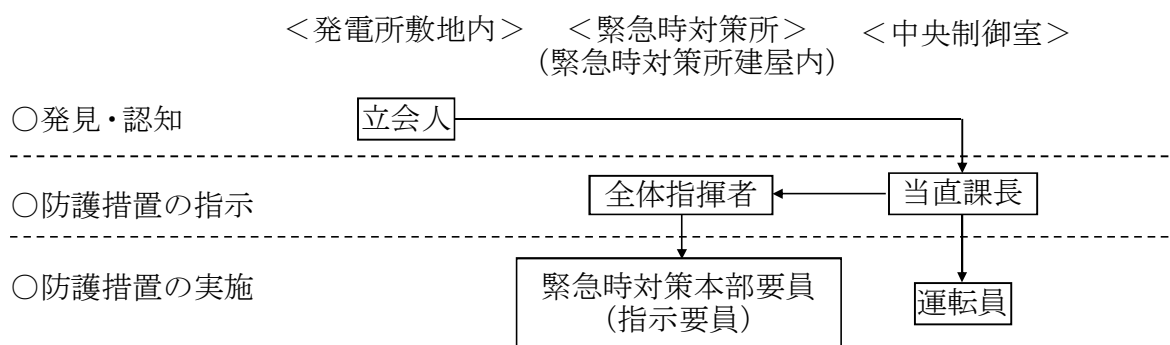 ＜発電所敷地内＞ ＜緊急時対策所＞ ＜中央制御室＞
（緊急時対策所建屋内）
○発見・認知 立会人
○防護措置の指示 全体指揮者 当直課長
○防護措置の実施 緊急時対策本部要員 運転員
（指示要員）